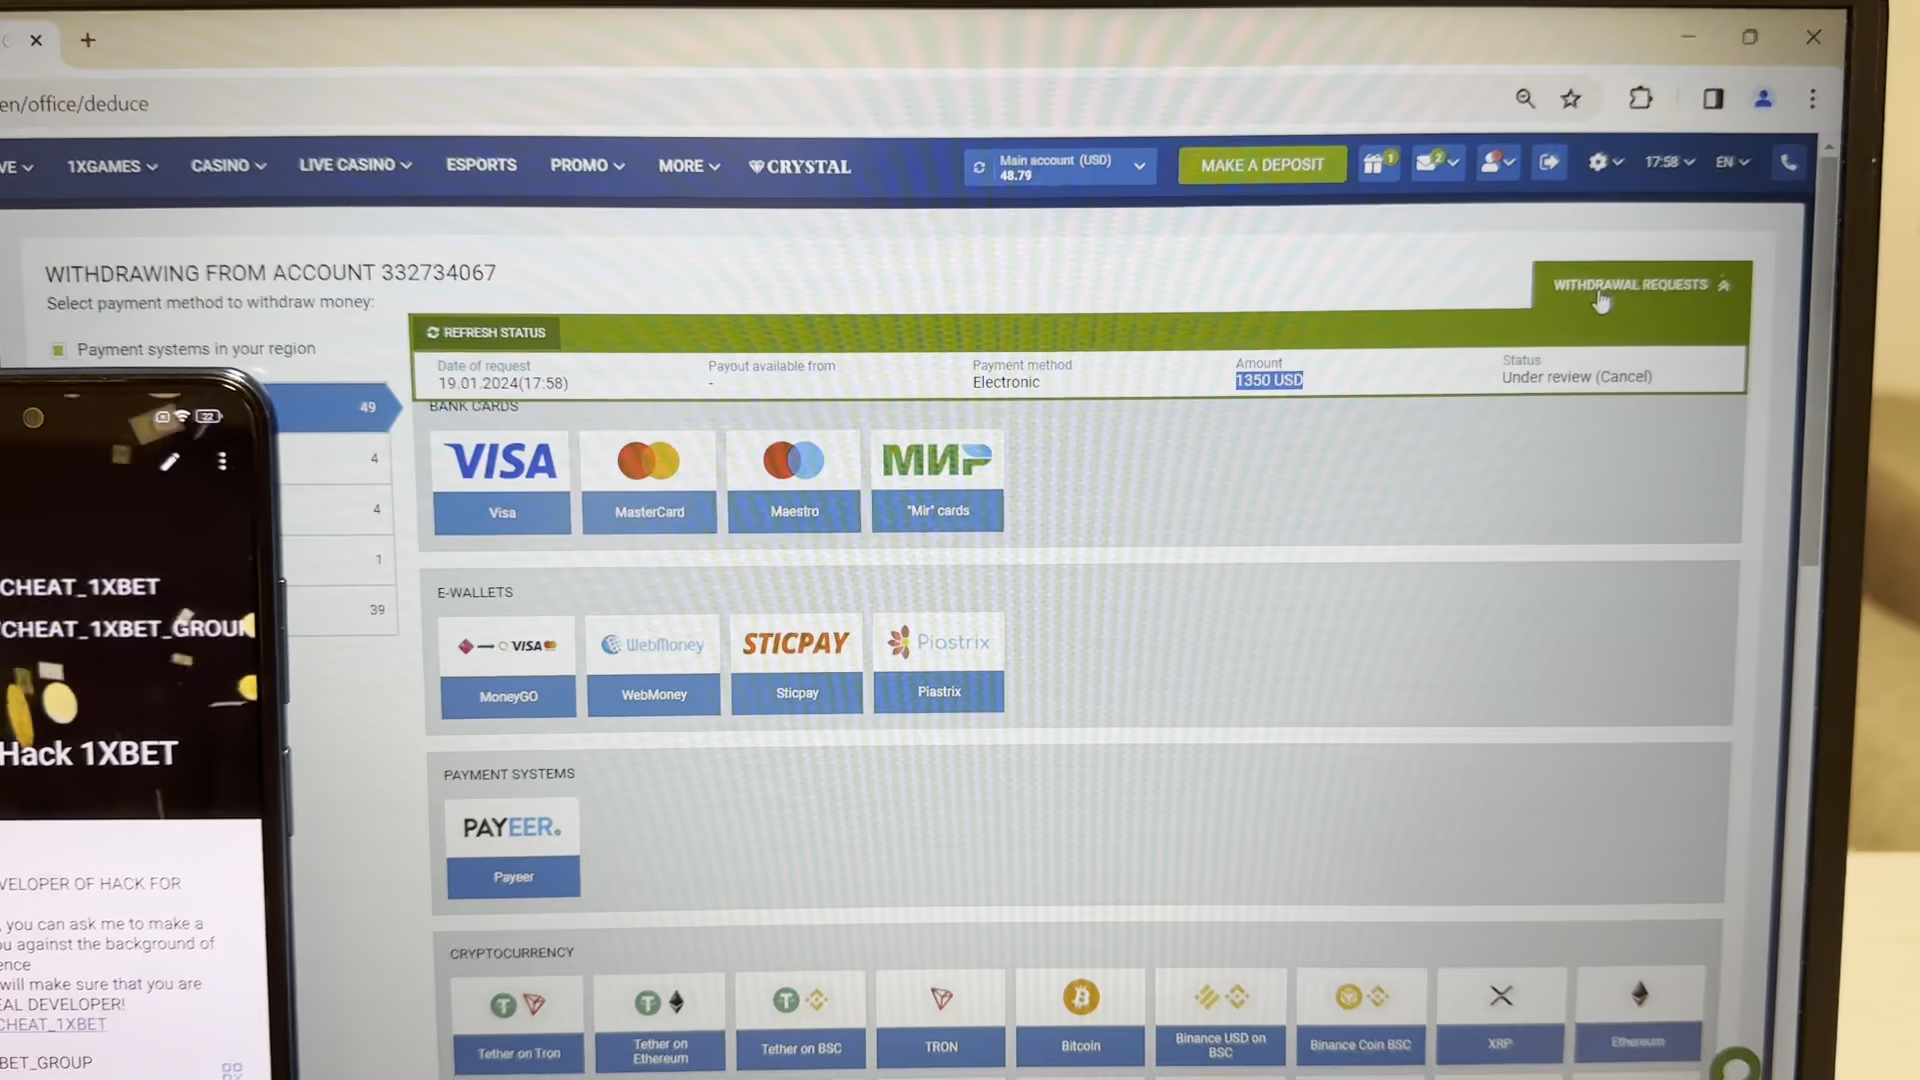 en/office/deduce
VE
1XGAMES
CASINO
LIVE CASINO
ESPORTS
PROMO
MORE
CRYSTAL
Main account (USD)
48.79
MAKE A DEPOSIT
1
2
17:58
EN
WITHDRAWING FROM ACCOUNT 332734067
Select payment method to withdraw money:
WITHDRAWAL REQUESTS
REFRESH STATUS
Payment systems in your region
Date of request
19.01.2024(17:58)
Payout available from
-
Payment method
Electronic
Amount
1350 USD
Status
Under review (Cancel)
49
4
4
1
39
BANK CARDS
VISA
МИР
Visa
MasterCard
Maestro
"Mir" cards
E-WALLETS
VISA
WebMoney
STICPAY
Piastrix
MoneyGO
WebMoney
Sticpay
Piastrix
PAYMENT SYSTEMS
PAYEER.
Payeer
CRYPTOCURRENCY
Tether on Tron
Tether on
Ethereum
Tether on BSC
TRON
Bitcoin
Binance USD on
BSC
Binance Coin BSC
XRP
Ethereum
22
CHEAT_1XBET
/CHEAT_1XBET_GROUP
Hack 1XBET
VELOPER OF HACK FOR
, you can ask me to make a
ou against the background of
ence
will make sure that you are
EAL DEVELOPER!
CHEAT_1XBET
BET_GROUP